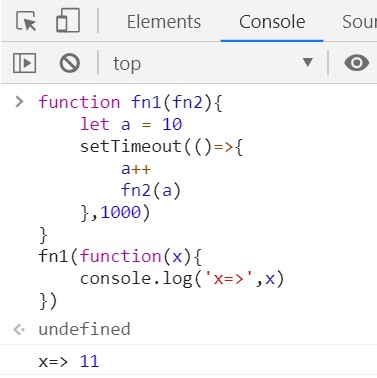 Elements Console Sour
top
function fn1(fn2){
    let a = 10
    setTimeout(()=>{
        a++
        fn2(a)
    },1000)
}
fn1(function(x){
    console.log('x=>',x)
})
undefined
x=> 11